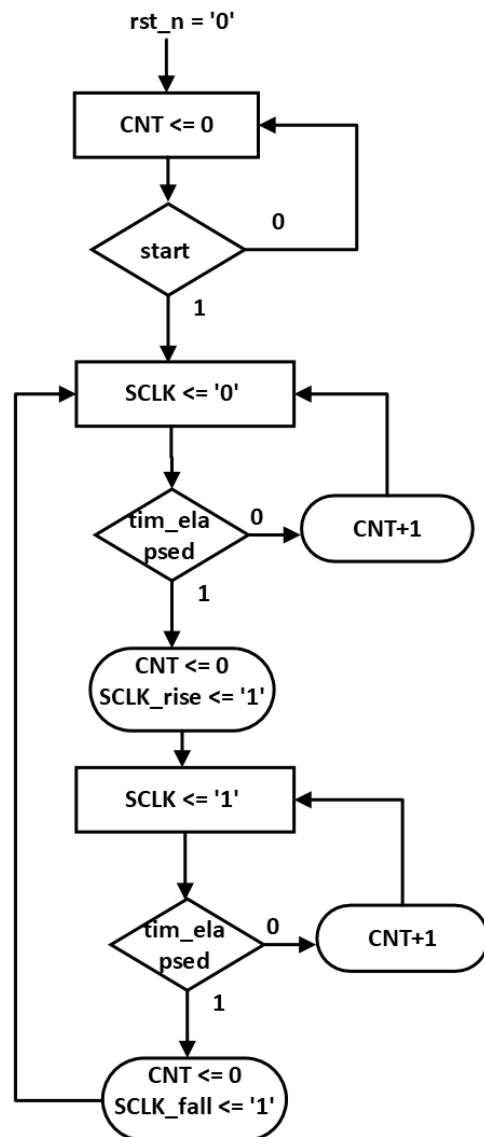 rst_n = '0'
CNT <= 0
start
0
1
SCLK <= '0'
tim_ela
psed
0
CNT+1
1
CNT <= 0
SCLK_rise <= '1'
SCLK <= '1'
tim_ela
psed
0
CNT+1
1
CNT <= 0
SCLK_fall <= '1'